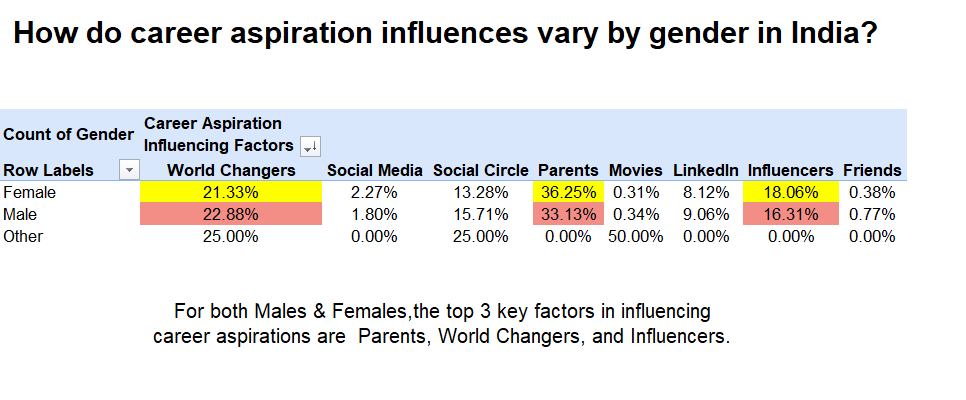 How do career aspiration influences vary by gender in India?
Count of Gender Career Aspiration Influencing Factors
Row Labels World Changers Social Media Social Circle Parents Movies LinkedIn Influencers Friends
Female 21.33% 2.27% 13.28% 36.25% 0.31% 8.12% 18.06% 0.38%
Male 22.88% 1.80% 15.71% 33.13% 0.34% 9.06% 16.31% 0.77%
Other 25.00% 0.00% 25.00% 0.00% 50.00% 0.00% 0.00% 0.00%
For both Males & Females,the top 3 key factors in influencing
career aspirations are  Parents, World Changers, and Influencers.